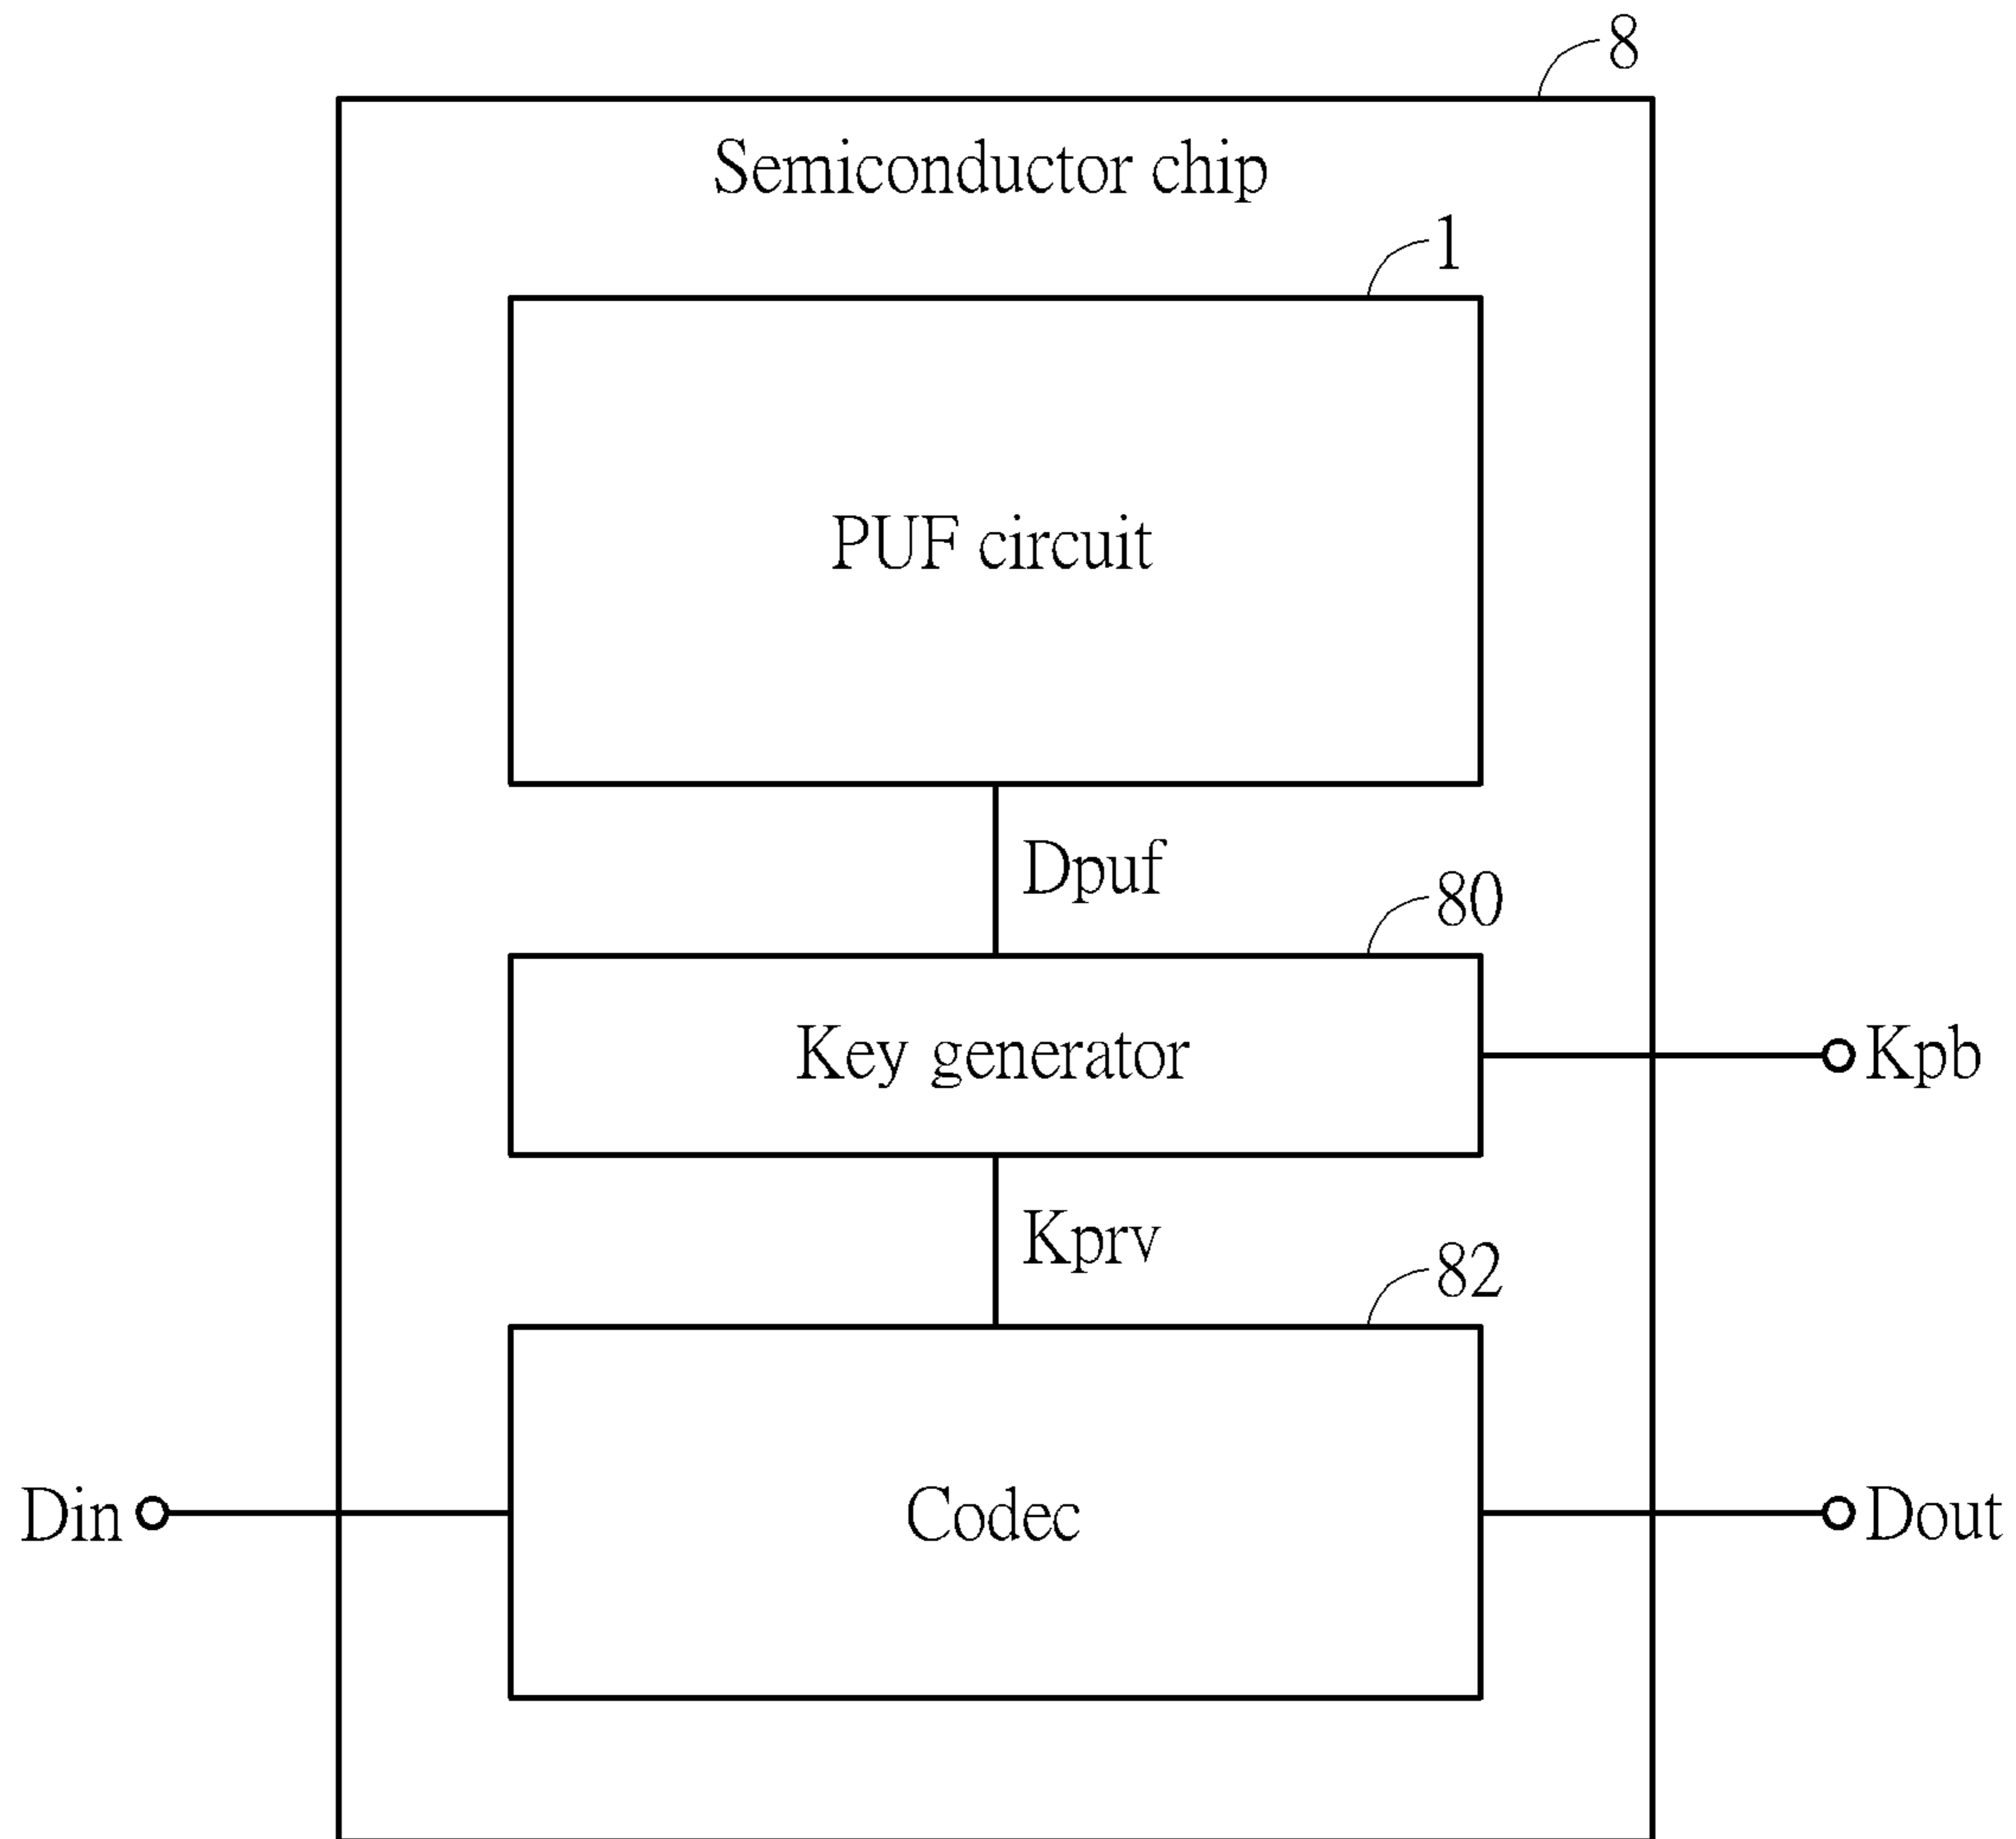 8
Semiconductor chip
1
PUF circuit
Dpuf
80
Key generator
Kpb
Kprv
82
Din
Codec
Dout